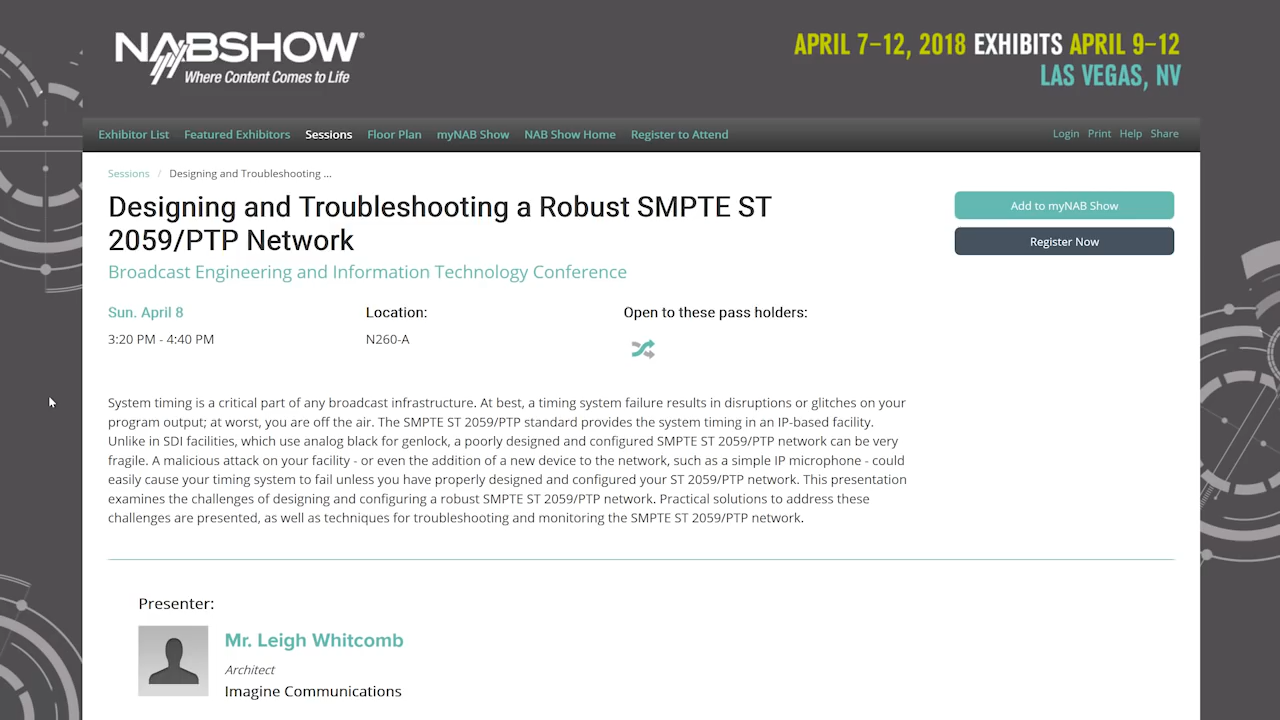 NABSHOW®
Where Content Comes to Life
APRIL 7–12, 2018 EXHIBITS APRIL 9–12
LAS VEGAS, NV
Exhibitor List Featured Exhibitors Sessions Floor Plan myNAB Show NAB Show Home Register to Attend Login Print Help Share
Sessions / Designing and Troubleshooting ...
Designing and Troubleshooting a Robust SMPTE ST
2059/PTP Network
Add to myNAB Show
Register Now
Broadcast Engineering and Information Technology Conference
Sun. April 8 Location: Open to these pass holders:
3:20 PM - 4:40 PM N260-A
System timing is a critical part of any broadcast infrastructure. At best, a timing system failure results in disruptions or glitches on your
program output; at worst, you are off the air. The SMPTE ST 2059/PTP standard provides the system timing in an IP-based facility.
Unlike in SDI facilities, which use analog black for genlock, a poorly designed and configured SMPTE ST 2059/PTP network can be very
fragile. A malicious attack on your facility - or even the addition of a new device to the network, such as a simple IP microphone - could
easily cause your timing system to fail unless you have properly designed and configured your ST 2059/PTP network. This presentation
examines the challenges of designing and configuring a robust SMPTE ST 2059/PTP network. Practical solutions to address these
challenges are presented, as well as techniques for troubleshooting and monitoring the SMPTE ST 2059/PTP network.
Presenter:
Mr. Leigh Whitcomb
Architect
Imagine Communications